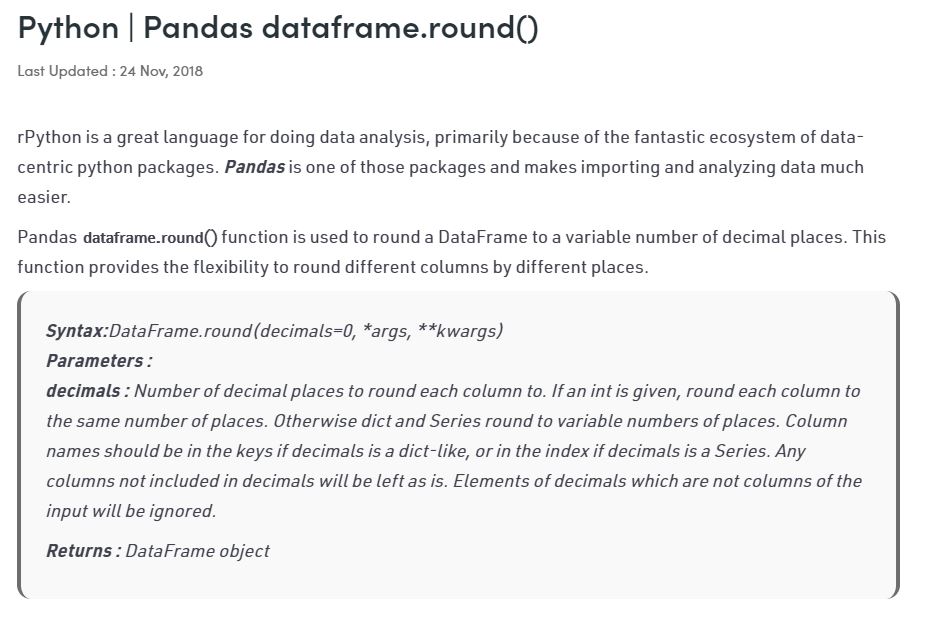 Python | Pandas dataframe.round()
Last Updated : 24 Nov, 2018
rPython is a great language for doing data analysis, primarily because of the fantastic ecosystem of data-
centric python packages. Pandas is one of those packages and makes importing and analyzing data much
easier.
Pandas dataframe.round() function is used to round a DataFrame to a variable number of decimal places. This
function provides the flexibility to round different columns by different places.
Syntax:DataFrame.round(decimals=0, *args, **kwargs)
Parameters :
decimals : Number of decimal places to round each column to. If an int is given, round each column to
the same number of places. Otherwise dict and Series round to variable numbers of places. Column
names should be in the keys if decimals is a dict-like, or in the index if decimals is a Series. Any
columns not included in decimals will be left as is. Elements of decimals which are not columns of the
input will be ignored.
Returns : DataFrame object